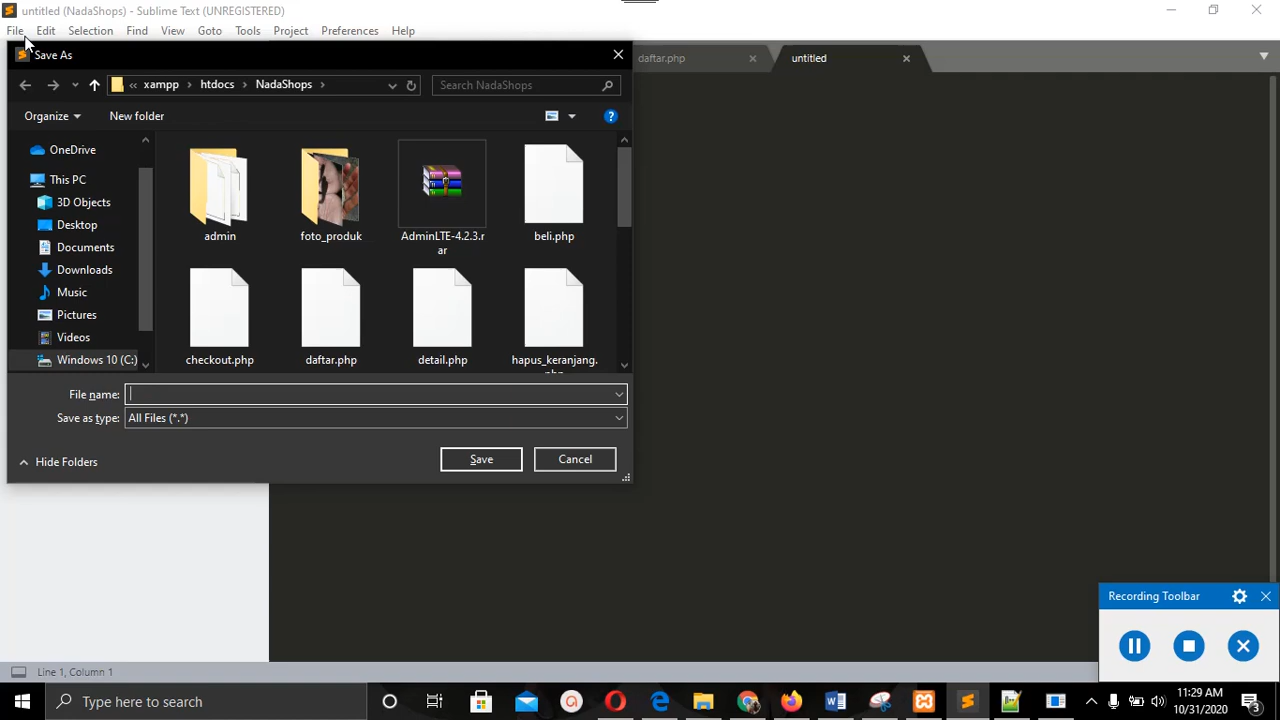 untitled (NadaShops) - Sublime Text (UNREGISTERED)
File Edit Selection Find View Goto Tools Project Preferences Help
Save As
daftar.php
untitled
xampp htdocs NadaShops
Search NadaShops
Organize
New folder
OneDrive
This PC
3D Objects
Desktop
Documents
Downloads
Music
Pictures
Videos
Windows 10 (C:)
admin
foto_produk
AdminLTE-4.2.3.r
ar
beli.php
checkout.php
daftar.php
detail.php
hapus_keranjang.
php
File name:
Save as type: All Files (*.*)
Hide Folders
Save
Cancel
Recording Toolbar
Line 1, Column 1
Type here to search
11:29 AM
10/31/2020
3